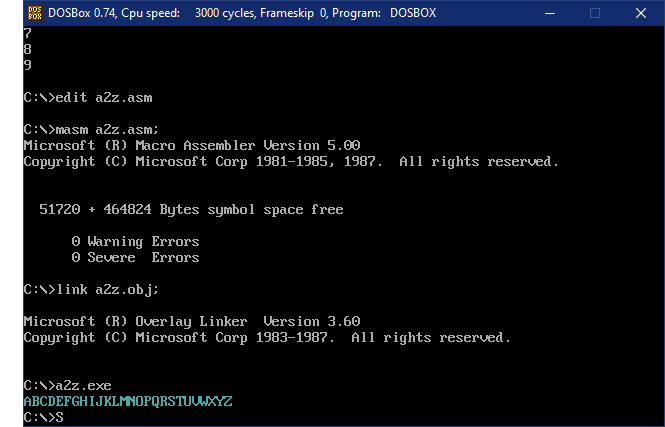 DOS BOX DOSBox 0.74, Cpu speed: 3000 cycles, Frameskip 0, Program: DOSBOX
7
8
9
C:\>edit a2z.asm
C:\>masm a2z.asm;
Microsoft (R) Macro Assembler Version 5.00
Copyright (C) Microsoft Corp 1981-1985, 1987.  All rights reserved.
51720 + 464824 Bytes symbol space free
0 Warning Errors
0 Severe  Errors
C:\>link a2z.obj;
Microsoft (R) Overlay Linker  Version 3.60
Copyright (C) Microsoft Corp 1983-1987.  All rights reserved.
C:\>a2z.exe
ABCDEFGHIJKLMNOPQRSTUVWXYZ
C:\>S